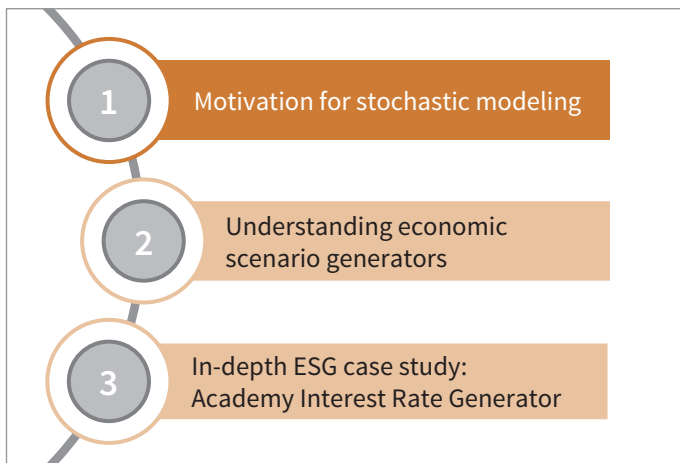 1
Motivation for stochastic modeling
2
Understanding economic
scenario generators
3
In-depth ESG case study:
Academy Interest Rate Generator